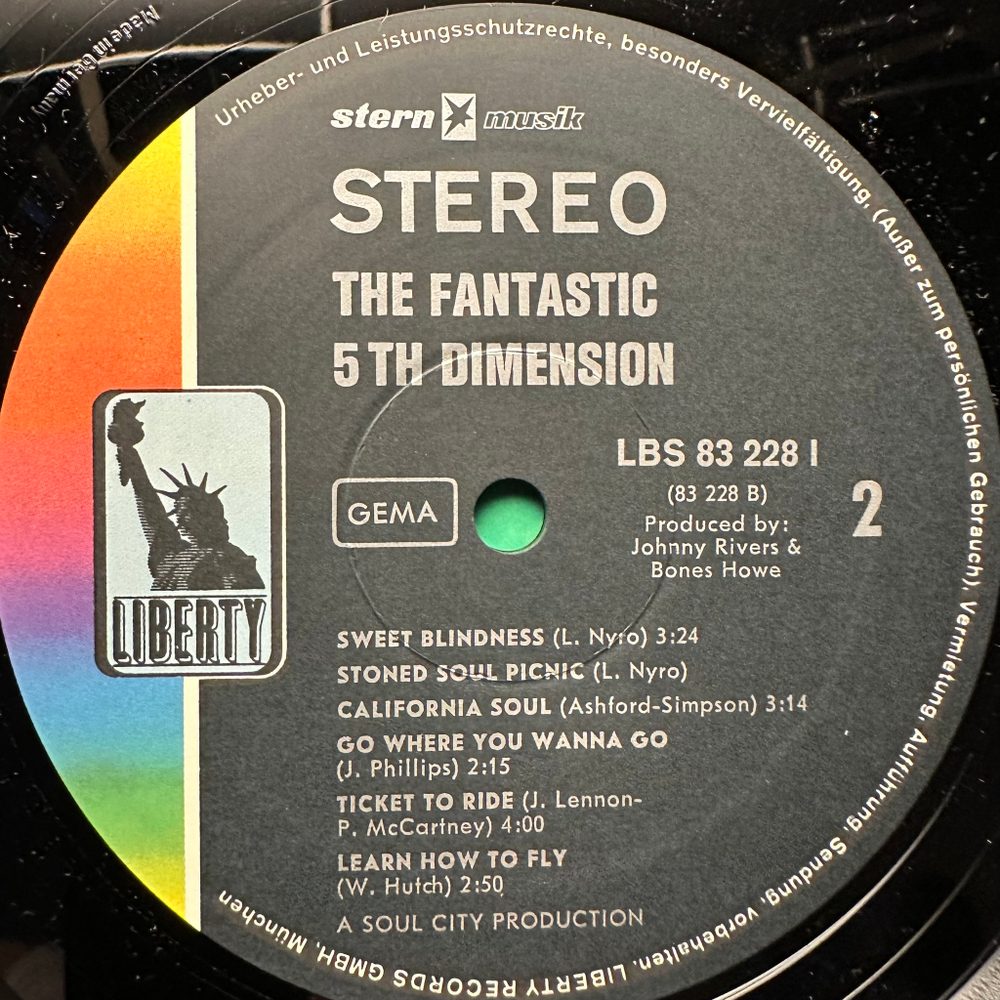 Made in Germany
Urheber- und Leistungsschutzrechte, besonders Vervielfältigung, (Außer zum persönlichen Gebrauch), Vermietung, Aufführung, Sendung, vorbehalten. LIBERTY RECORDS GMBH, München
stern musik
STEREO
THE FANTASTIC
5 TH DIMENSION
LBS 83 228 I
(83 228 B)
2
GEMA
Produced by:
Johnny Rivers &
Bones Howe
LIBERTY
SWEET BLINDNESS (L. Nyro) 3:24
STONED SOUL PICNIC (L. Nyro)
CALIFORNIA SOUL (Ashford-Simpson) 3:14
GO WHERE YOU WANNA GO
(J. Phillips) 2:15
TICKET TO RIDE (J. Lennon-
P. McCartney) 4:00
LEARN HOW TO FLY
(W. Hutch) 2:50
A SOUL CITY PRODUCTION